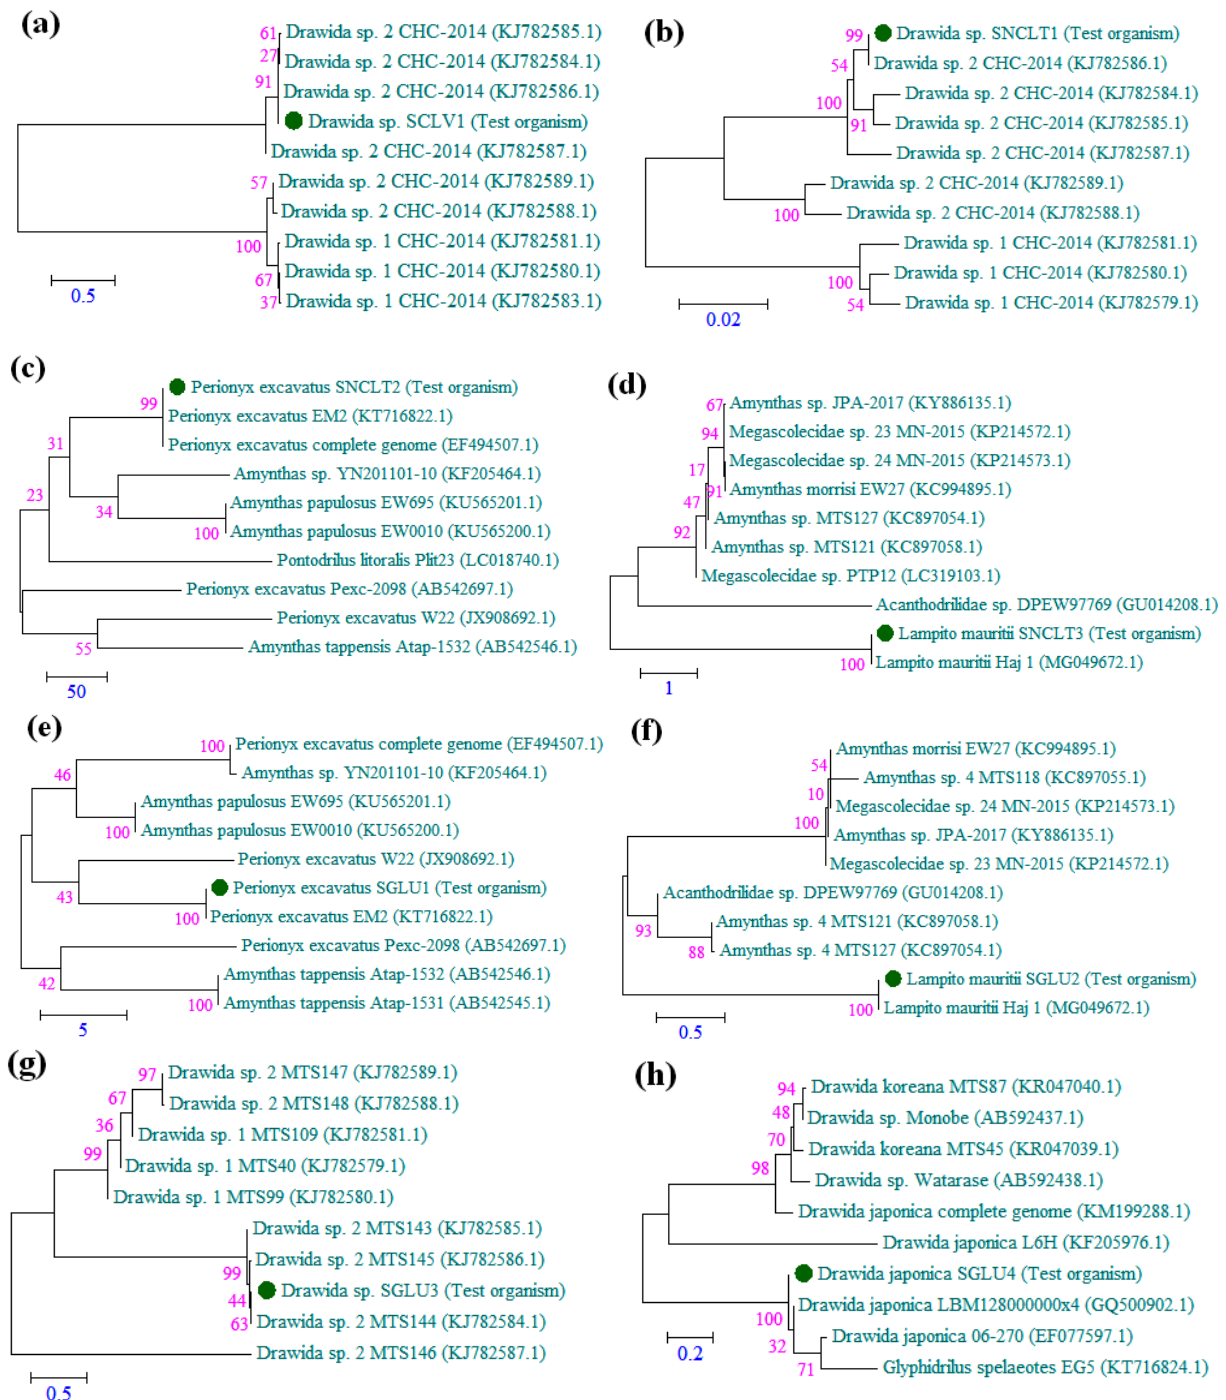 (a)
61
Drawida sp. 2 CHC-2014 (KJ782585.1)
27
Drawida sp. 2 CHC-2014 (KJ782584.1)
91
Drawida sp. 2 CHC-2014 (KJ782586.1)
Drawida sp. SCLV1 (Test organism)
Drawida sp. 2 CHC-2014 (KJ782587.1)
57
Drawida sp. 2 CHC-2014 (KJ782589.1)
Drawida sp. 2 CHC-2014 (KJ782588.1)
100
Drawida sp. 1 CHC-2014 (KJ782581.1)
67
Drawida sp. 1 CHC-2014 (KJ782580.1)
37
Drawida sp. 1 CHC-2014 (KJ782583.1)
0.5
(b)
99
Drawida sp. SNCLT1 (Test organism)
54
Drawida sp. 2 CHC-2014 (KJ782586.1)
Drawida sp. 2 CHC-2014 (KJ782584.1)
100
91
Drawida sp. 2 CHC-2014 (KJ782585.1)
Drawida sp. 2 CHC-2014 (KJ782587.1)
Drawida sp. 2 CHC-2014 (KJ782589.1)
100
Drawida sp. 2 CHC-2014 (KJ782588.1)
Drawida sp. 1 CHC-2014 (KJ782581.1)
100
Drawida sp. 1 CHC-2014 (KJ782580.1)
54
Drawida sp. 1 CHC-2014 (KJ782579.1)
0.02
(c)
Perionyx excavatus SNCLT2 (Test organism)
99
Perionyx excavatus EM2 (KT716822.1)
31
Perionyx excavatus complete genome (EF494507.1)
Amynthas sp. YN201101-10 (KF205464.1)
23
34
Amynthas papulosus EW695 (KU565201.1)
100
Amynthas papulosus EW0010 (KU565200.1)
Pontodrilus litoralis Plit23 (LC018740.1)
Perionyx excavatus Pexc-2098 (AB542697.1)
Perionyx excavatus W22 (JX908692.1)
55
Amynthas tappensis Atap-1532 (AB542546.1)
50
(d)
67
Amynthas sp. JPA-2017 (KY886135.1)
94
Megascolecidae sp. 23 MN-2015 (KP214572.1)
17
Megascolecidae sp. 24 MN-2015 (KP214573.1)
91
Amynthas morrisi EW27 (KC994895.1)
47
Amynthas sp. MTS127 (KC897054.1)
92
Amynthas sp. MTS121 (KC897058.1)
Megascolecidae sp. PTP12 (LC319103.1)
Acanthodrilidae sp. DPEW97769 (GU014208.1)
Lampito mauritii SNCLT3 (Test organism)
100
Lampito mauritii Haj 1 (MG049672.1)
1
(e)
100
Perionyx excavatus complete genome (EF494507.1)
46
Amynthas sp. YN201101-10 (KF205464.1)
Amynthas papulosus EW695 (KU565201.1)
100
Amynthas papulosus EW0010 (KU565200.1)
Perionyx excavatus W22 (JX908692.1)
43
Perionyx excavatus SGLU1 (Test organism)
100
Perionyx excavatus EM2 (KT716822.1)
Perionyx excavatus Pexc-2098 (AB542697.1)
42
Amynthas tappensis Atap-1532 (AB542546.1)
100
Amynthas tappensis Atap-1531 (AB542545.1)
5
(f)
Amynthas morrisi EW27 (KC994895.1)
54
Amynthas sp. 4 MTS118 (KC897055.1)
10
Megascolecidae sp. 24 MN-2015 (KP214573.1)
100
Amynthas sp. JPA-2017 (KY886135.1)
Megascolecidae sp. 23 MN-2015 (KP214572.1)
Acanthodrilidae sp. DPEW97769 (GU014208.1)
93
Amynthas sp. 4 MTS121 (KC897058.1)
88
Amynthas sp. 4 MTS127 (KC897054.1)
Lampito mauritii SGLU2 (Test organism)
100
Lampito mauritii Haj 1 (MG049672.1)
0.5
(g)
97
Drawida sp. 2 MTS147 (KJ782589.1)
67
Drawida sp. 2 MTS148 (KJ782588.1)
36
Drawida sp. 1 MTS109 (KJ782581.1)
99
Drawida sp. 1 MTS40 (KJ782579.1)
Drawida sp. 1 MTS99 (KJ782580.1)
Drawida sp. 2 MTS143 (KJ782585.1)
Drawida sp. 2 MTS145 (KJ782586.1)
99
Drawida sp. SGLU3 (Test organism)
44
63
Drawida sp. 2 MTS144 (KJ782584.1)
Drawida sp. 2 MTS146 (KJ782587.1)
0.5
(h)
94
Drawida koreana MTS87 (KR047040.1)
48
Drawida sp. Monobe (AB592437.1)
70
Drawida koreana MTS45 (KR047039.1)
98
Drawida sp. Watarase (AB592438.1)
Drawida japonica complete genome (KM199288.1)
Drawida japonica L6H (KF205976.1)
Drawida japonica SGLU4 (Test organism)
Drawida japonica LBM128000000x4 (GQ500902.1)
100
Drawida japonica 06-270 (EF077597.1)
32
71
Glyphidrilus spelaeotes EG5 (KT716824.1)
0.2